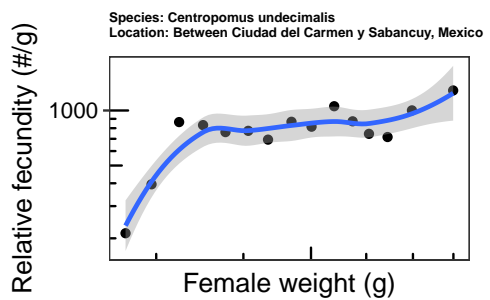 Species: Centropomus undecimalis
Location: Between Ciudad del Carmen y Sabancuy, Mexico
Relative fecundity (#/g)
1000
Female weight (g)